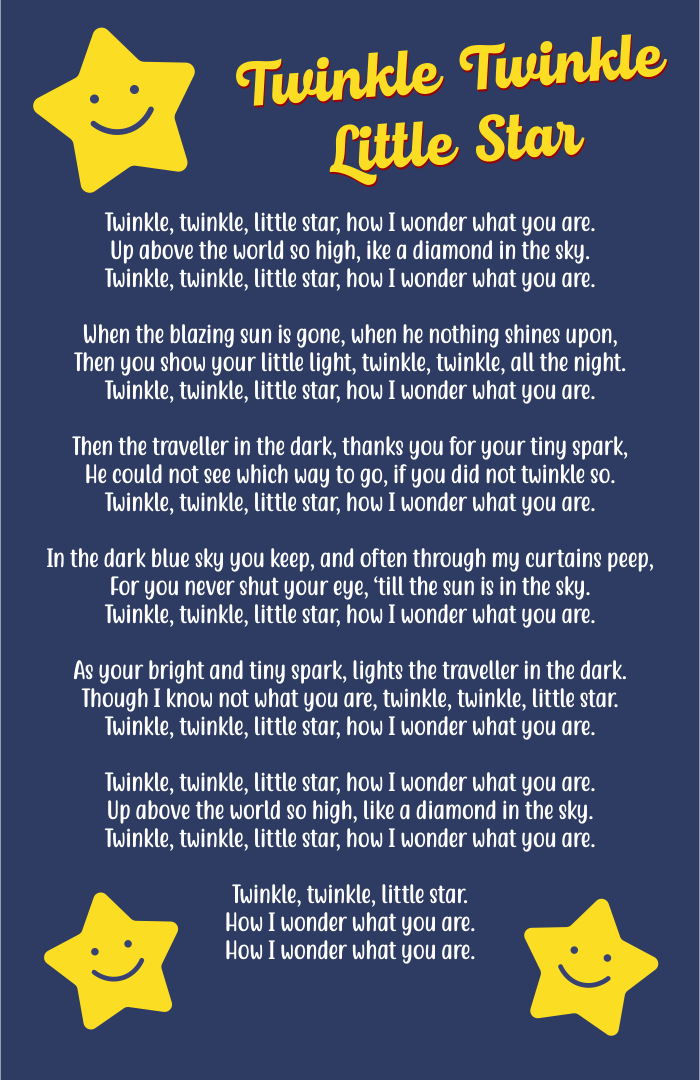 Twinkle Twinkle
Little Star
Twinkle, twinkle, little star, how I wonder what you are.
Up above the world so high, ike a diamond in the sky.
Twinkle, twinkle, little star, how I wonder what you are.
When the blazing sun is gone, when he nothing shines upon,
Then you show your little light, twinkle, twinkle, all the night.
Twinkle, twinkle, little star, how I wonder what you are.
Then the traveller in the dark, thanks you for your tiny spark,
He could not see which way to go, if you did not twinkle so.
Twinkle, twinkle, little star, how I wonder what you are.
In the dark blue sky you keep, and often through my curtains peep,
For you never shut your eye, ‘till the sun is in the sky.
Twinkle, twinkle, little star, how I wonder what you are.
As your bright and tiny spark, lights the traveller in the dark.
Though I know not what you are, twinkle, twinkle, little star.
Twinkle, twinkle, little star, how I wonder what you are.
Twinkle, twinkle, little star, how I wonder what you are.
Up above the world so high, like a diamond in the sky.
Twinkle, twinkle, little star, how I wonder what you are.
Twinkle, twinkle, little star.
How I wonder what you are.
How I wonder what you are.